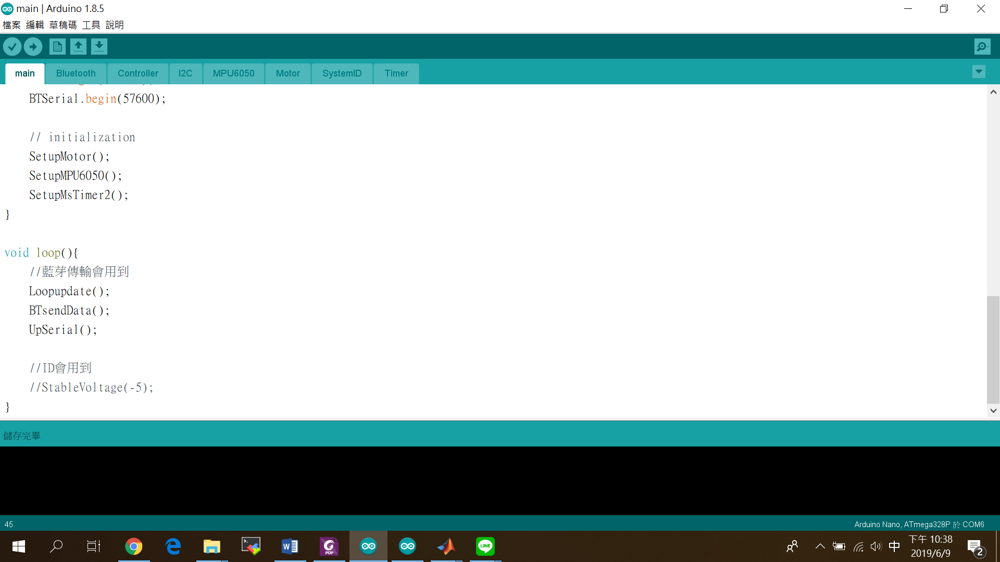 main | Arduino 1.8.5
檔案 編輯 草稿碼 工具 說明
main Bluetooth Controller I2C MPU6050 Motor SystemID Timer
BTSerial.begin(57600);
// initialization
SetupMotor();
SetupMPU6050();
SetupMsTimer2();
}
void loop(){
//藍芽傳輸會用到
Loopupdate();
BTsendData();
UpSerial();
//ID會用到
//StableVoltage(-5);
}
儲存完畢
45
Arduino Nano, ATmega328P 於 COM6
W
PDF
LINE
中
下午 10:38
2019/6/9
2